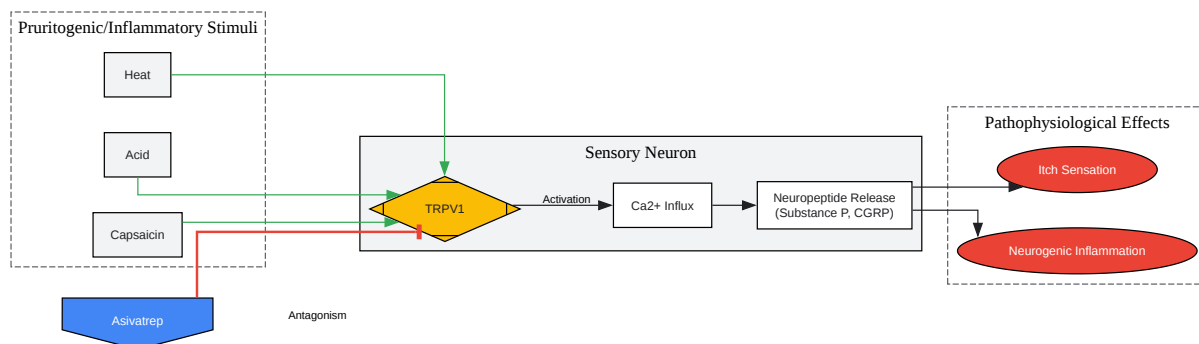 Pruritogenic/Inflammatory Stimuli
Heat
Acid
Capsaicin
Asivatrep
Antagonism
Sensory Neuron
TRPV1
Activation
Ca2+ Influx
Neuropeptide Release
(Substance P, CGRP)
Pathophysiological Effects
Itch Sensation
Neurogenic Inflammation